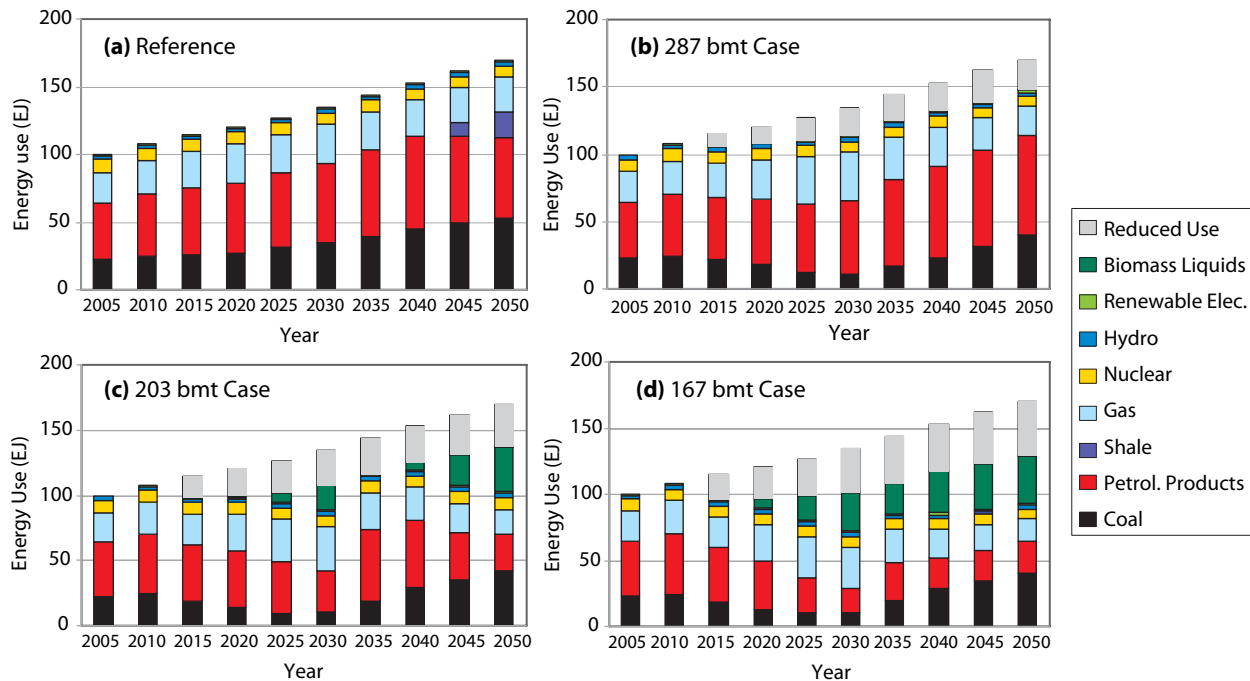 (a) Reference
Energy Use (EJ)
200
150
100
50
0
2005 2010 2015 2020 2025 2030 2035 2040 2045 2050
Year
(b) 287 bmt Case
Energy Use (EJ)
200
150
100
50
0
2005 2010 2015 2020 2025 2030 2035 2040 2045 2050
Year
(c) 203 bmt Case
Energy Use (EJ)
200
150
100
50
0
2005 2010 2015 2020 2025 2030 2035 2040 2045 2050
Year
(d) 167 bmt Case
Energy Use (EJ)
200
150
100
50
0
2005 2010 2015 2020 2025 2030 2035 2040 2045 2050
Year
Reduced Use
Biomass Liquids
Renewable Elec.
Hydro
Nuclear
Gas
Shale
Petrol. Products
Coal